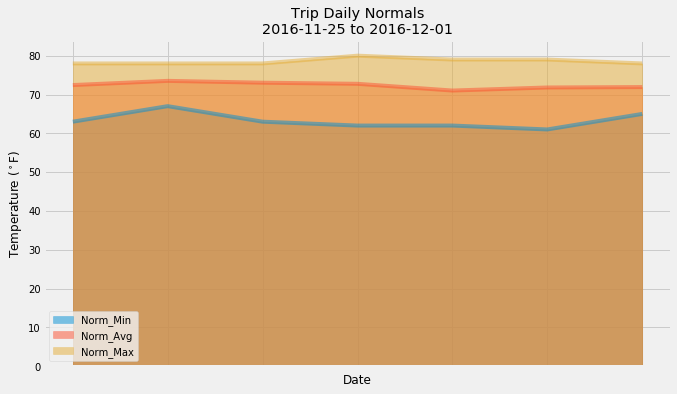 Trip Daily Normals
2016-11-25 to 2016-12-01
80
70
60
50
40
30
20
10
0
Temperature (°F)
Norm_Min
Norm_Avg
Norm_Max
Date